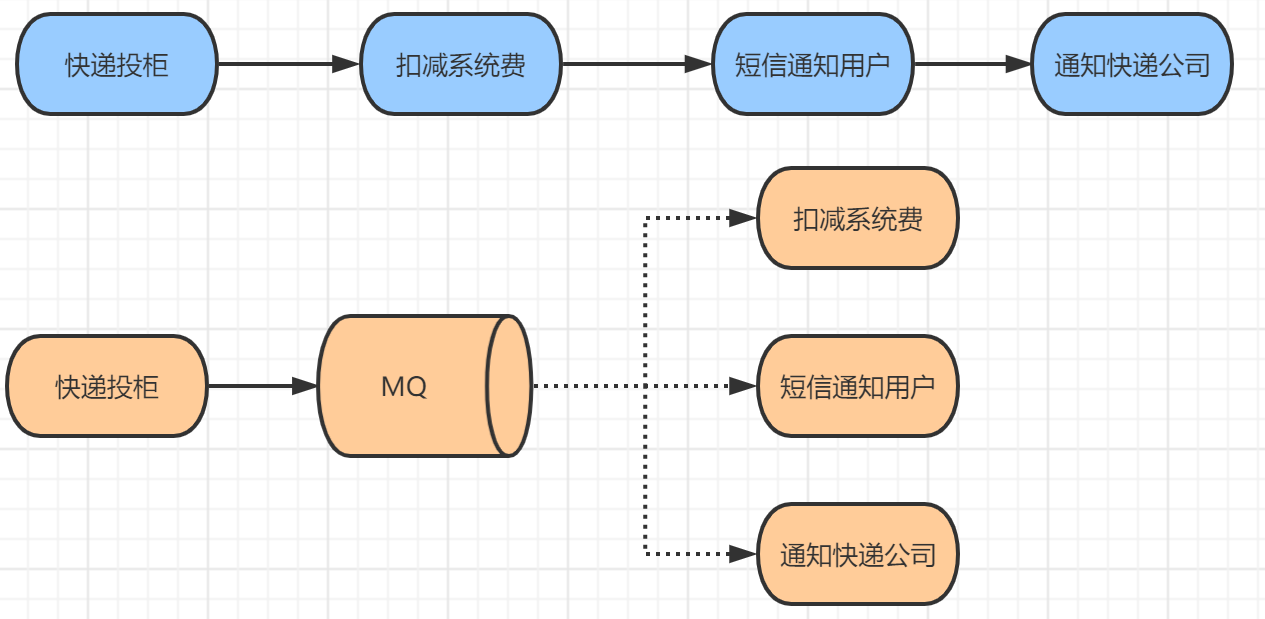 快递投柜
扣减系统费
短信通知用户
通知快递公司
扣减系统费
快递投柜
MQ
短信通知用户
通知快递公司